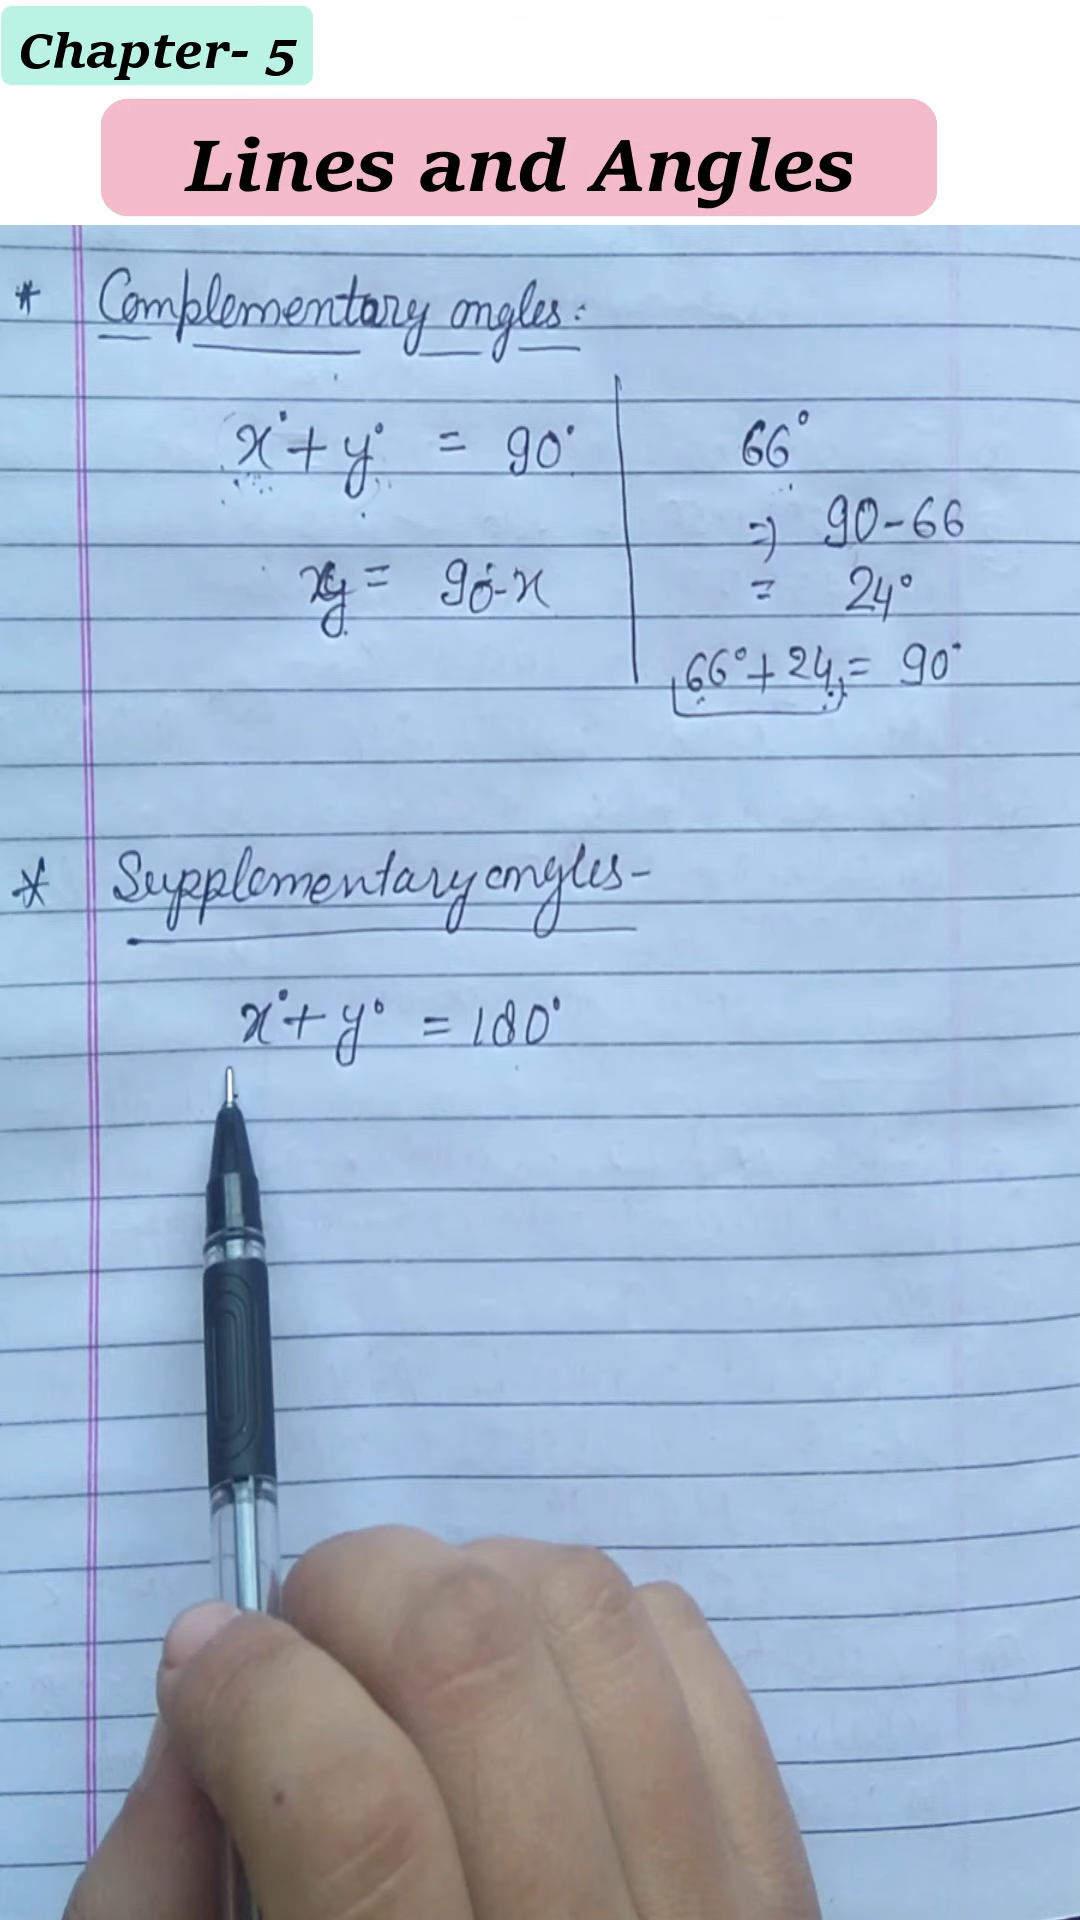 Chapter- 5
Lines and Angles
* Complementary angles:
x° + y° = 90°
y = 90°-x
66°
⇒ 90-66
= 24°
66° + 24 = 90°
* Supplementary angles-
x° + y° = 180°